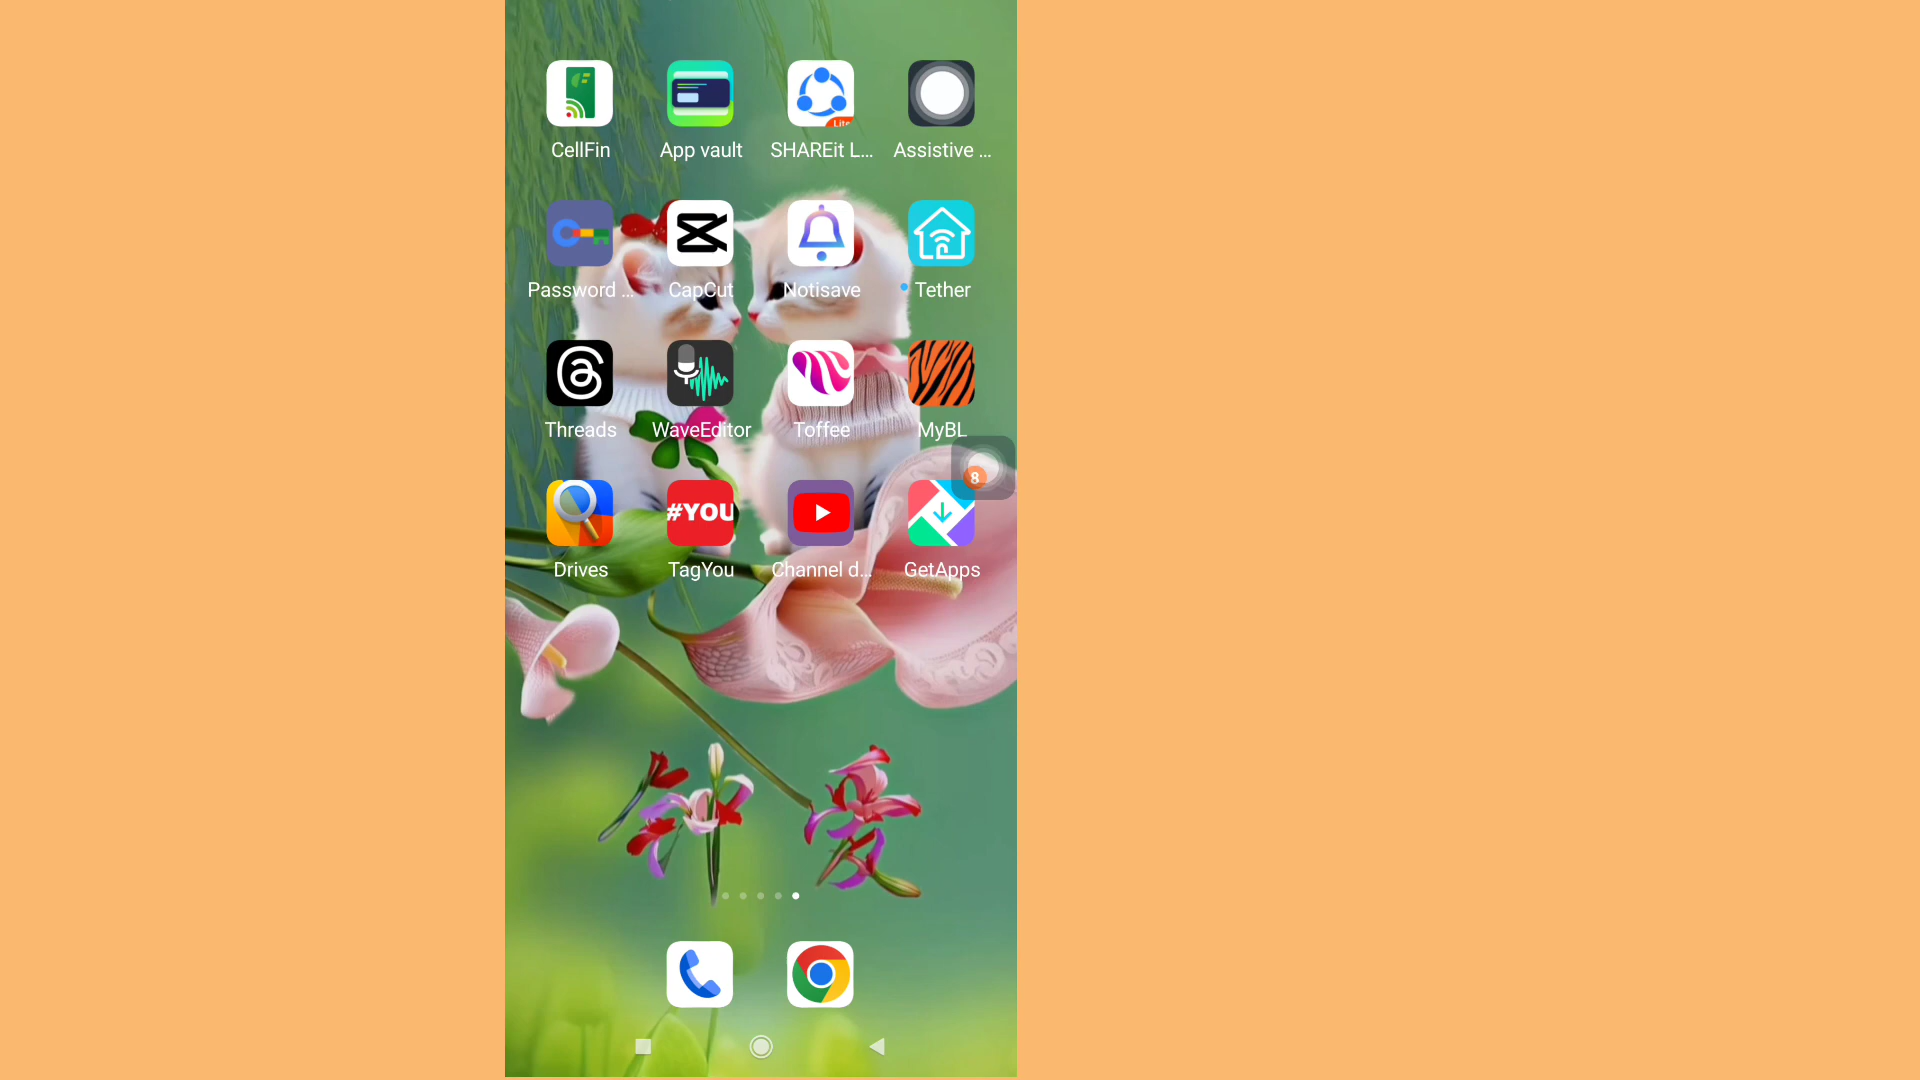 Lite
CellFin
App vault
SHAREit L...
Assistive ...
Password ...
CapCut
Notisave
Tether
Threads
WaveEditor
Toffee
MyBL
8
#YOU
Drives
TagYou
Channel d...
GetApps